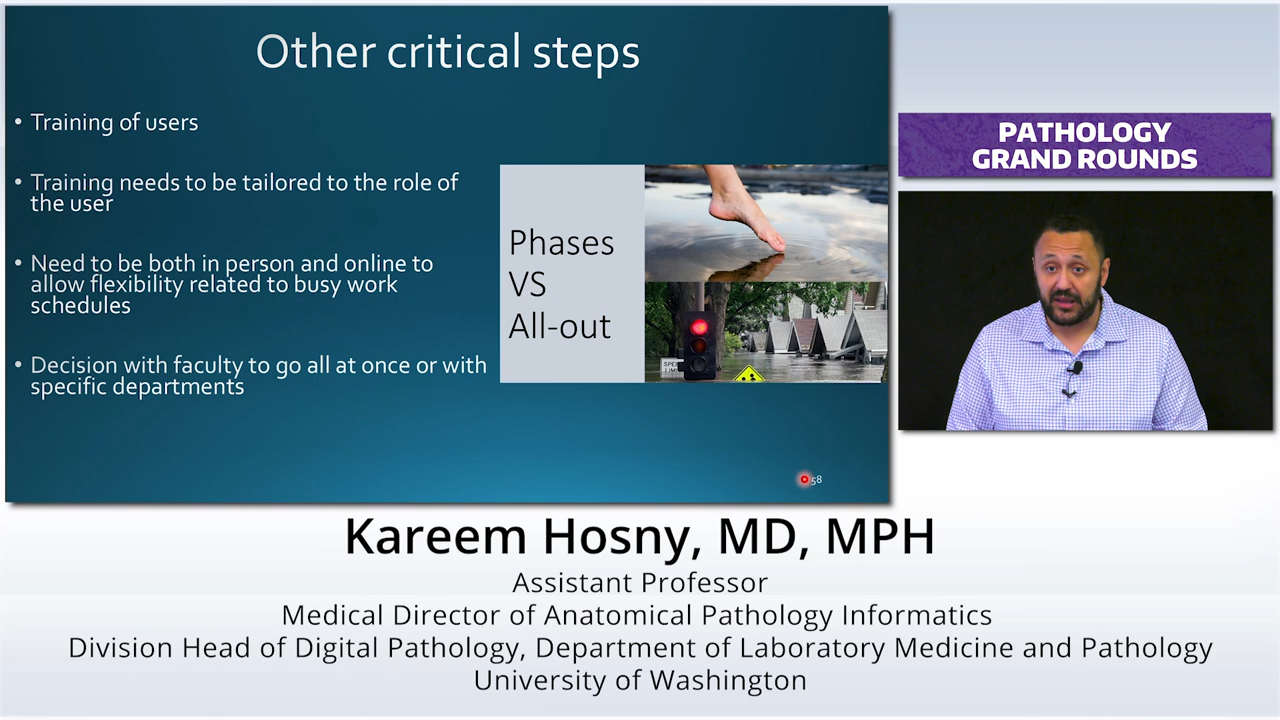 Other critical steps
• Training of users
• Training needs to be tailored to the role of
the user
• Need to be both in person and online to
allow flexibility related to busy work
schedules
• Decision with faculty to go all at once or with
specific departments
Phases
VS
All-out
58
PATHOLOGY
GRAND ROUNDS
Kareem Hosny, MD, MPH
Assistant Professor
Medical Director of Anatomical Pathology Informatics
Division Head of Digital Pathology, Department of Laboratory Medicine and Pathology
University of Washington